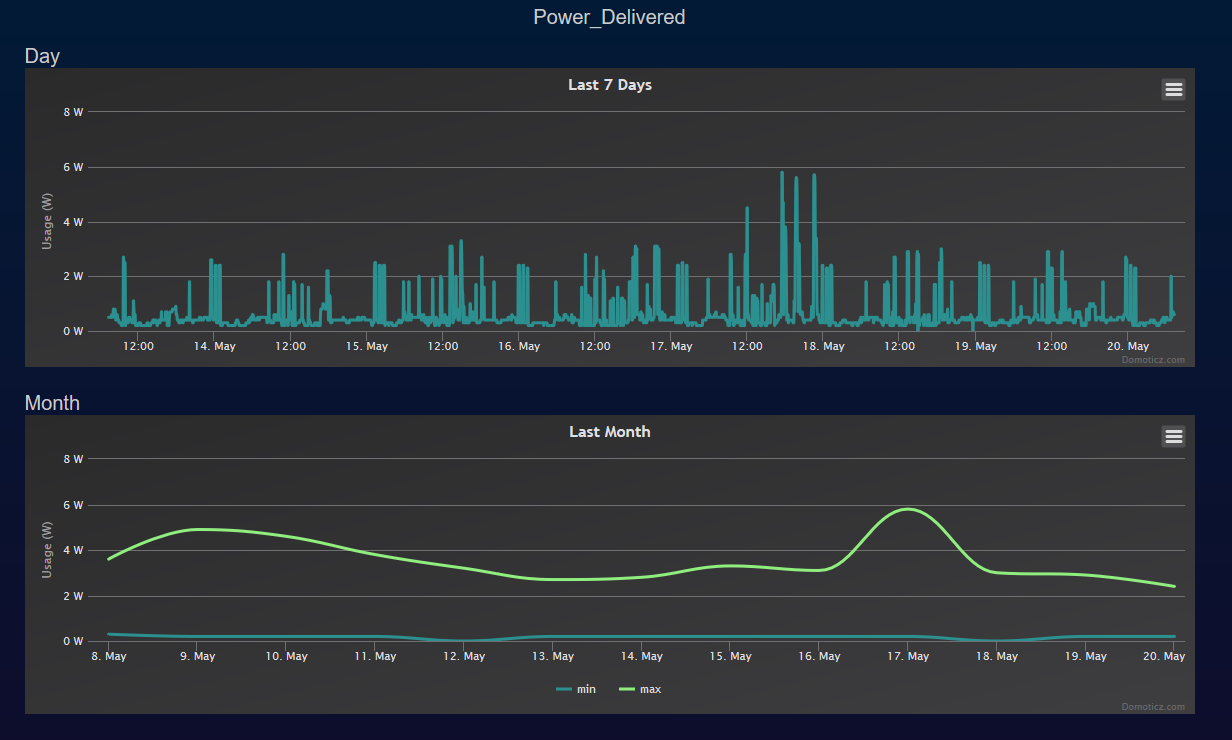 Power_Delivered
Day
Last 7 Days
8 W
6 W
4 W
2 W
0 W
Usage (W)
12:00 14. May 12:00 15. May 12:00 16. May 12:00 17. May 12:00 18. May 12:00 19. May 12:00 20. May
Domoticz.com
Month
Last Month
8 W
6 W
4 W
2 W
0 W
Usage (W)
8. May 9. May 10. May 11. May 12. May 13. May 14. May 15. May 16. May 17. May 18. May 19. May 20. May
min max
Domoticz.com